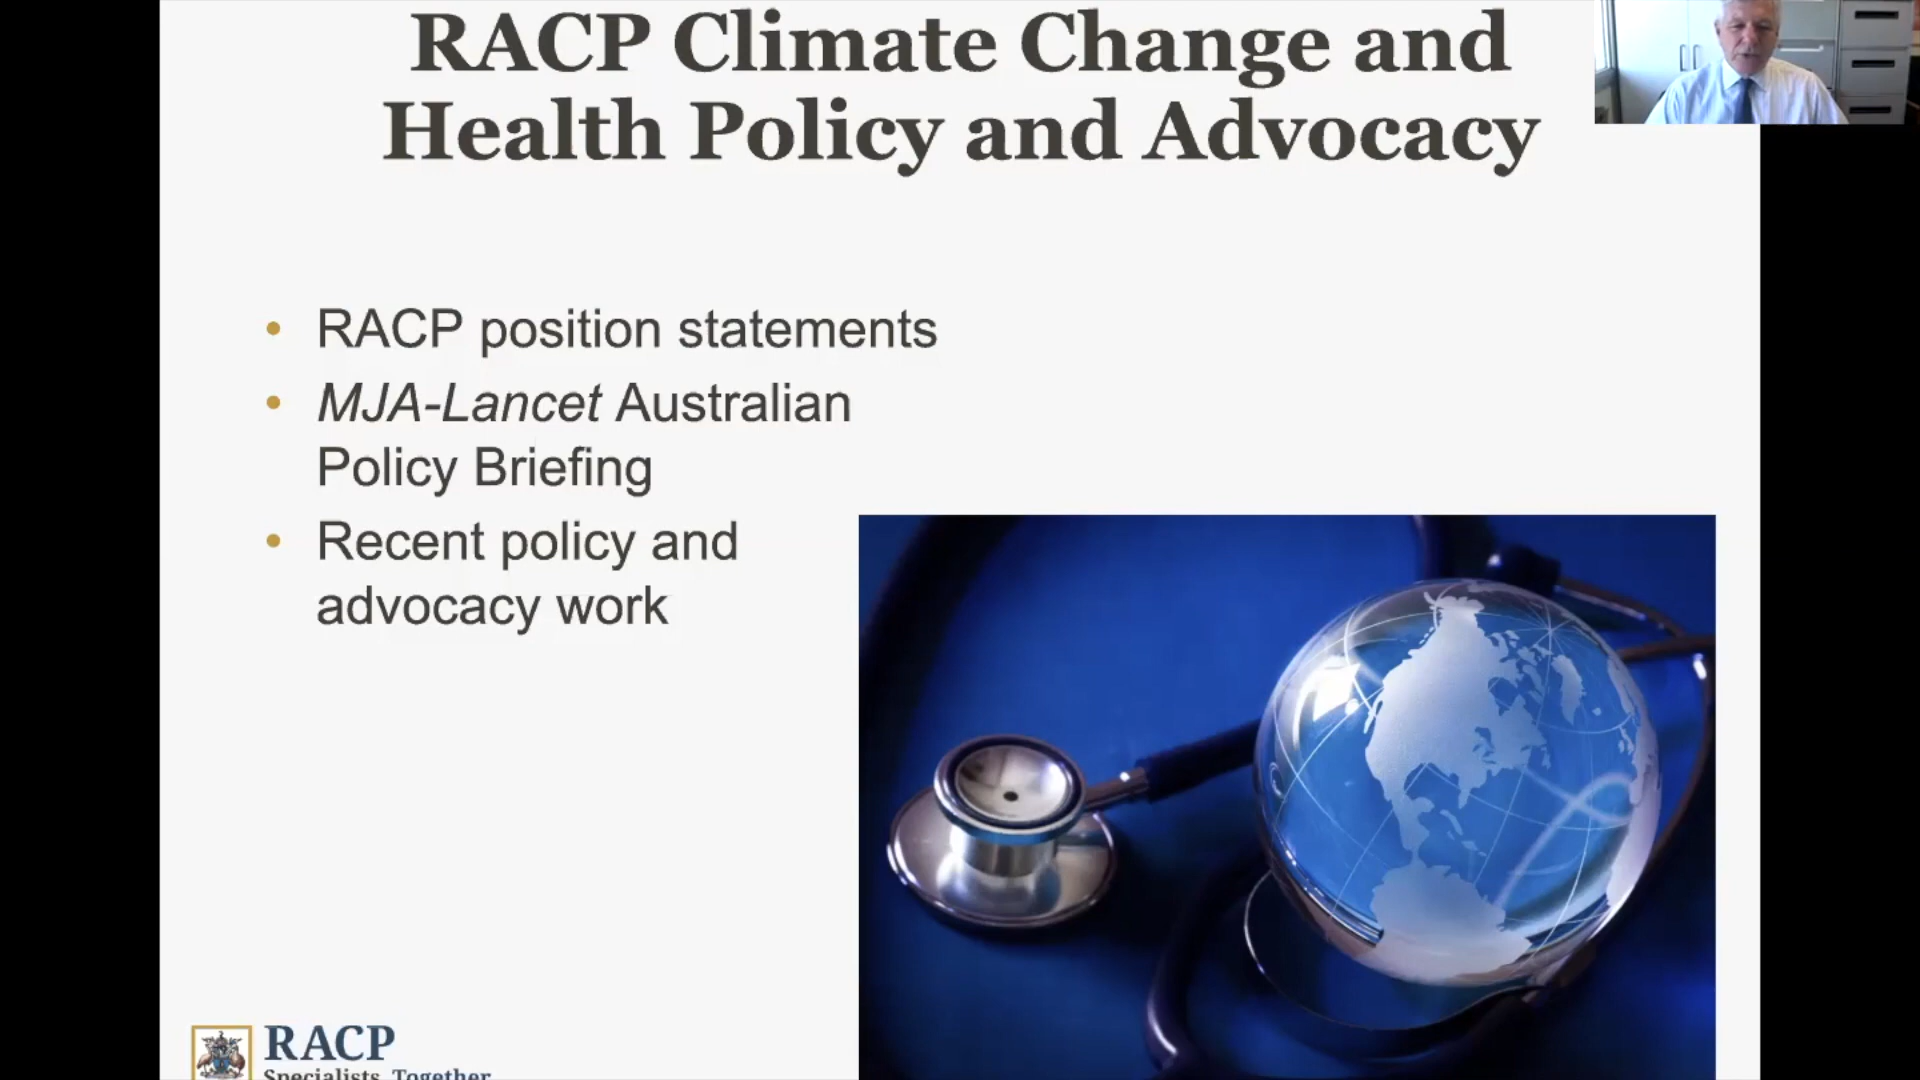 RACP Climate Change and
Health Policy and Advocacy
• RACP position statements
• MJA-Lancet Australian
Policy Briefing
• Recent policy and
advocacy work
RACP
Specialists. Together